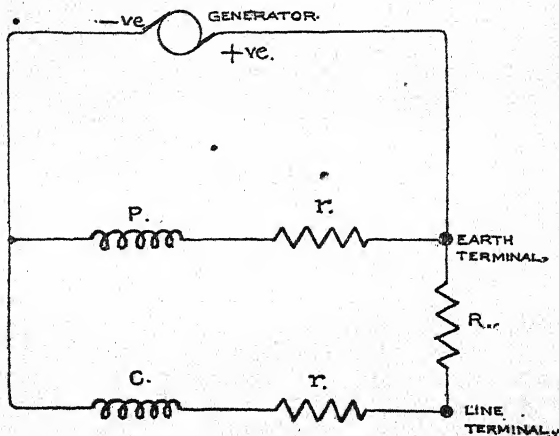 −ve
GENERATOR.
+ve.
P.
r.
EARTH
TERMINAL.
R.
C.
r.
LINE
TERMINAL.